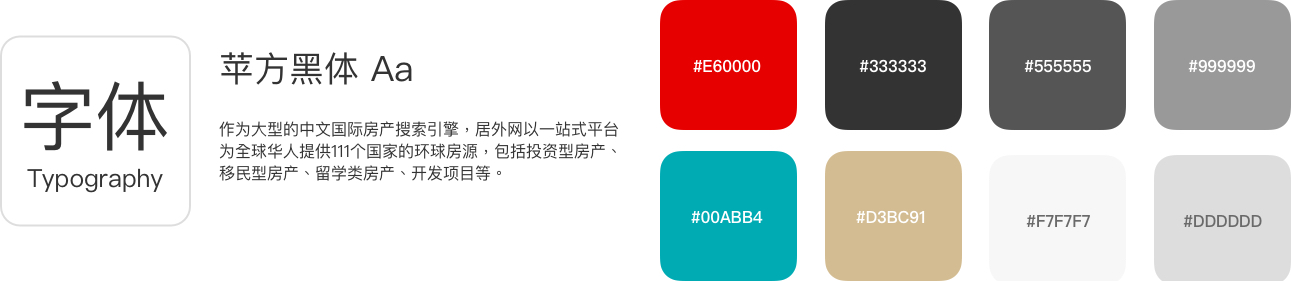 字体
Typography
苹方黑体 Aa
作为大型的中文国际房产搜索引擎，居外网以一站式平台
为全球华人提供111个国家的环球房源，包括投资型房产、
移民型房产、留学类房产、开发项目等。
#E60000
#333333
#555555
#999999
#00ABB4
#D3BC91
#F7F7F7
#DDDDDD